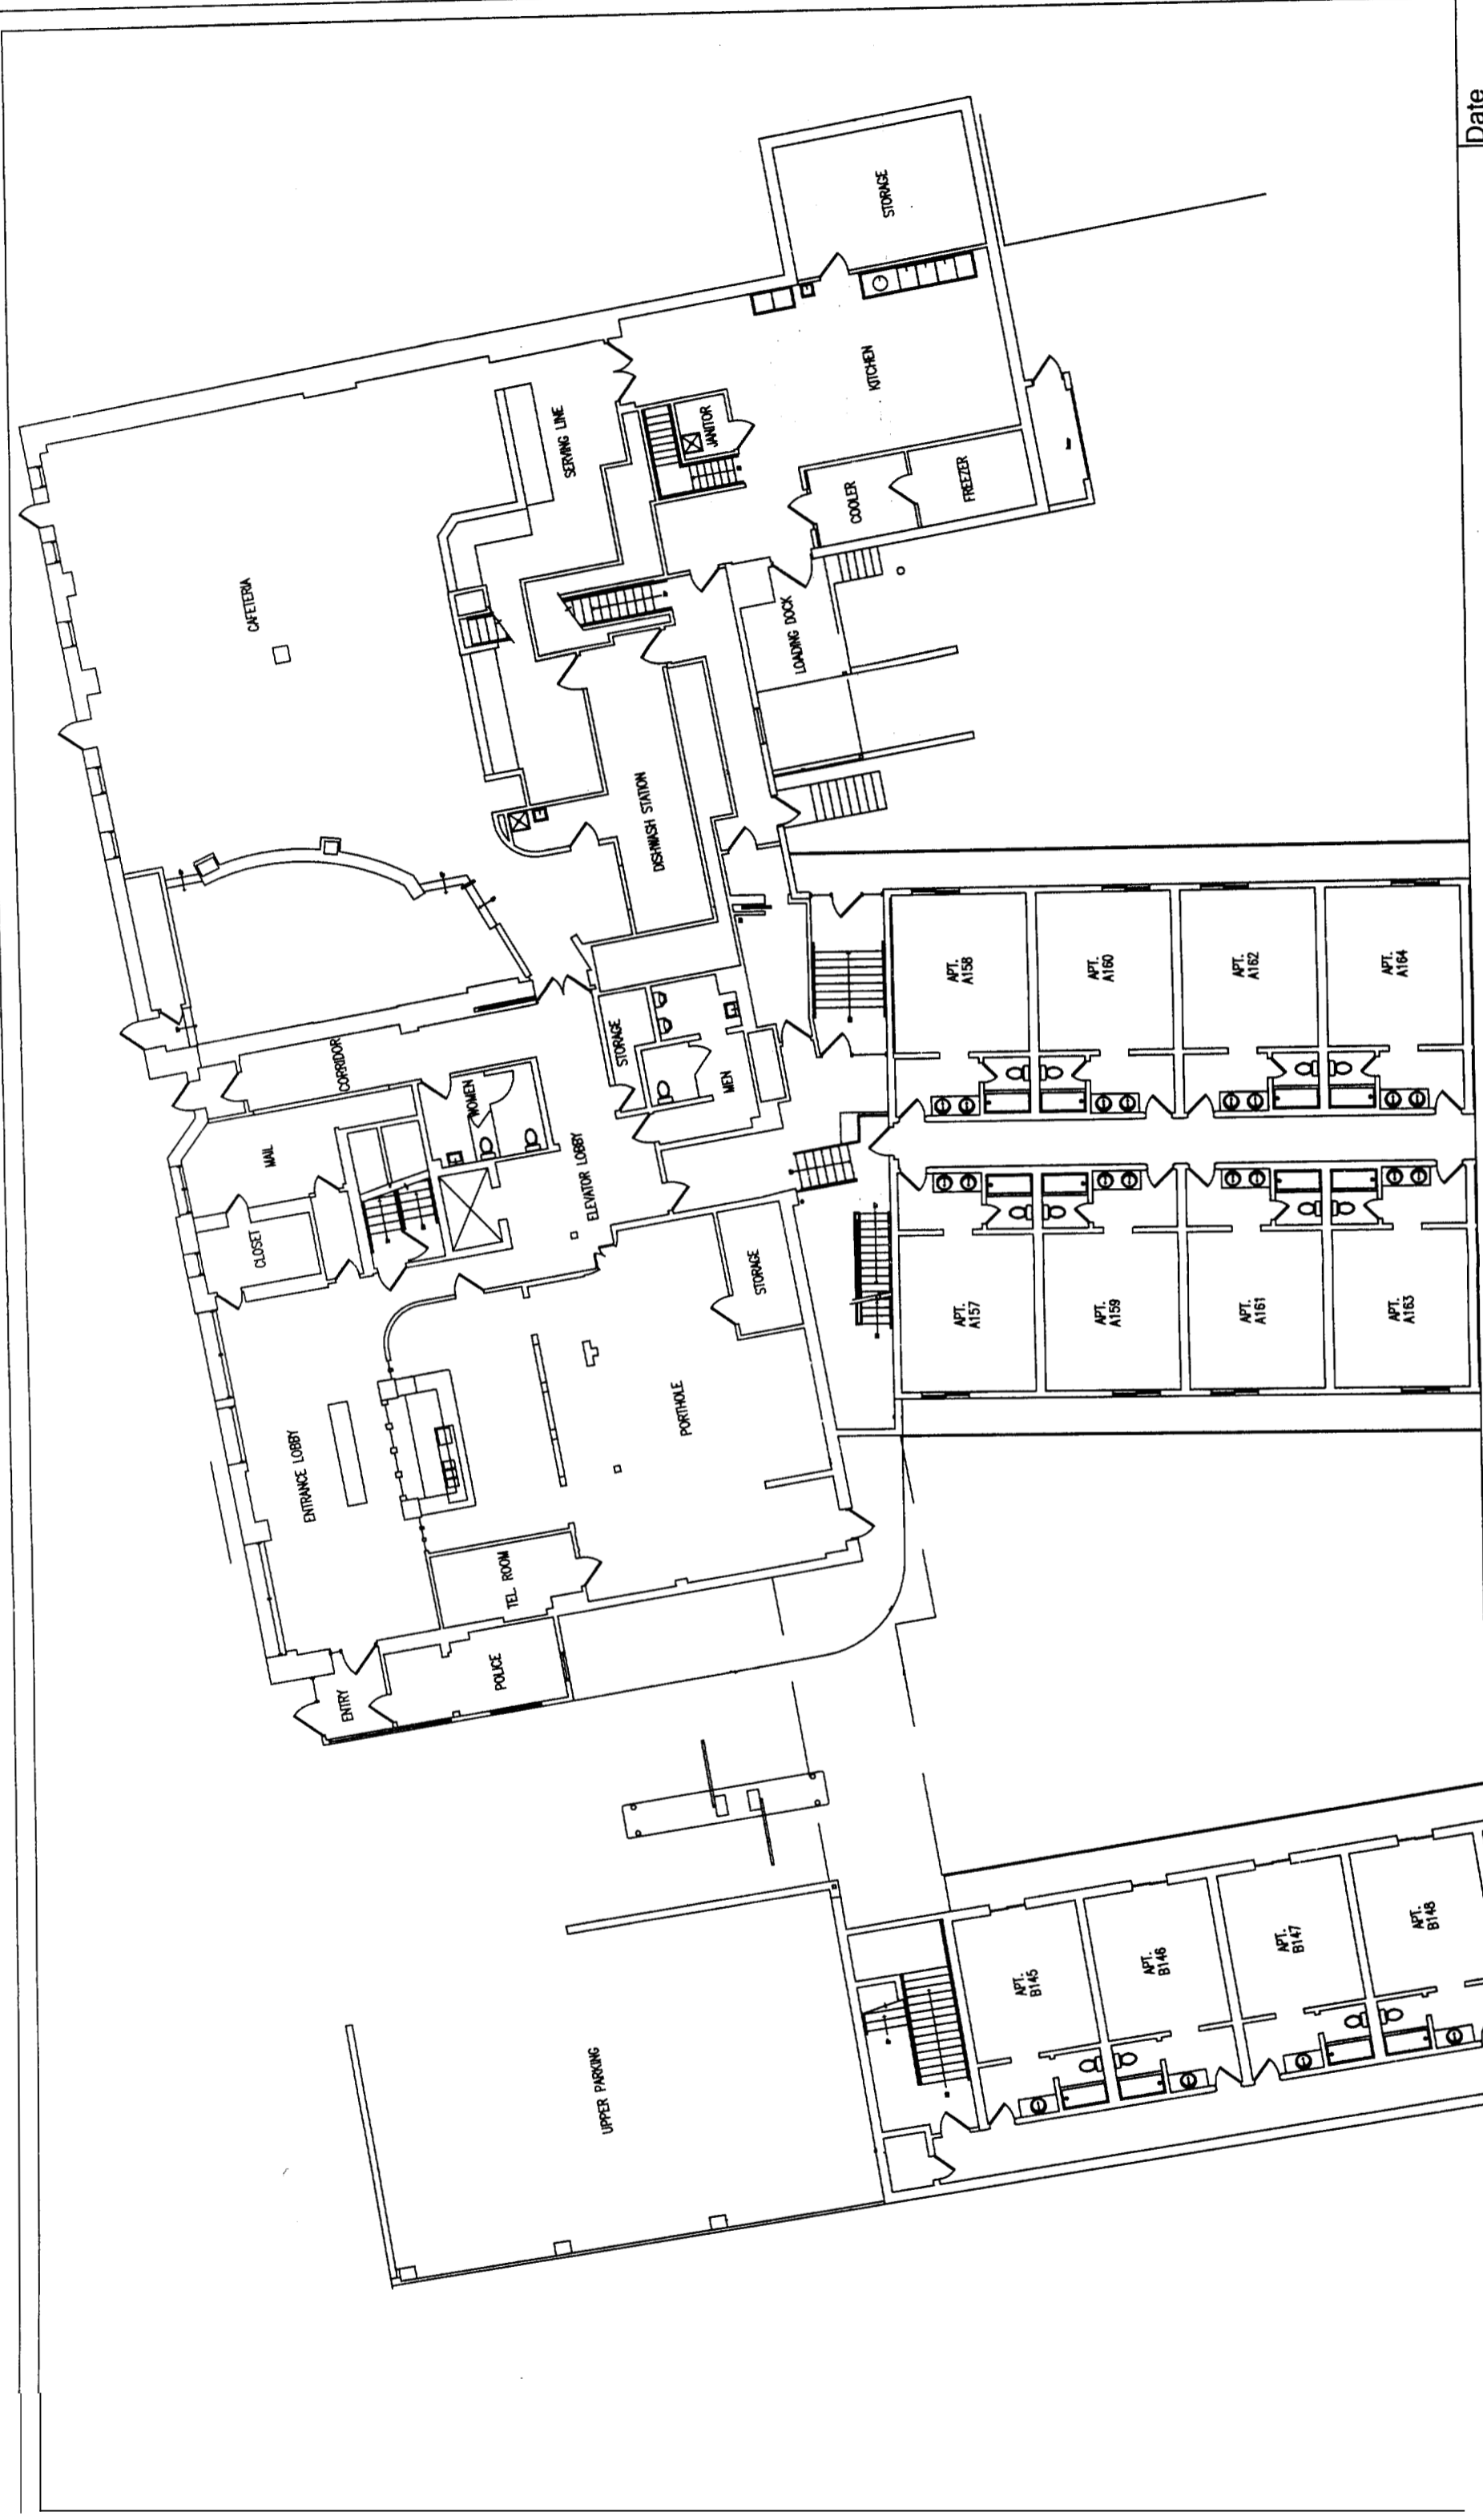 Date
STORAGE
KITCHEN
JANITOR
SERVING LINE
COOLER
FREEZER
CAFETERIA
LOADING DOCK
DISHWASH STATION
CORRIDOR
STORAGE
MEN
WOMEN
MAIL
ELEVATOR LOBBY
CLOSET
STORAGE
ENTRANCE LOBBY
PORTHOLE
TEL. ROOM
POLICE
ENTRY
APT.
A158
APT.
A160
APT.
A162
APT.
A164
APT.
A157
APT.
A159
APT.
A161
APT.
A163
UPPER PARKING
APT.
B145
APT.
B146
APT.
B147
APT.
B148